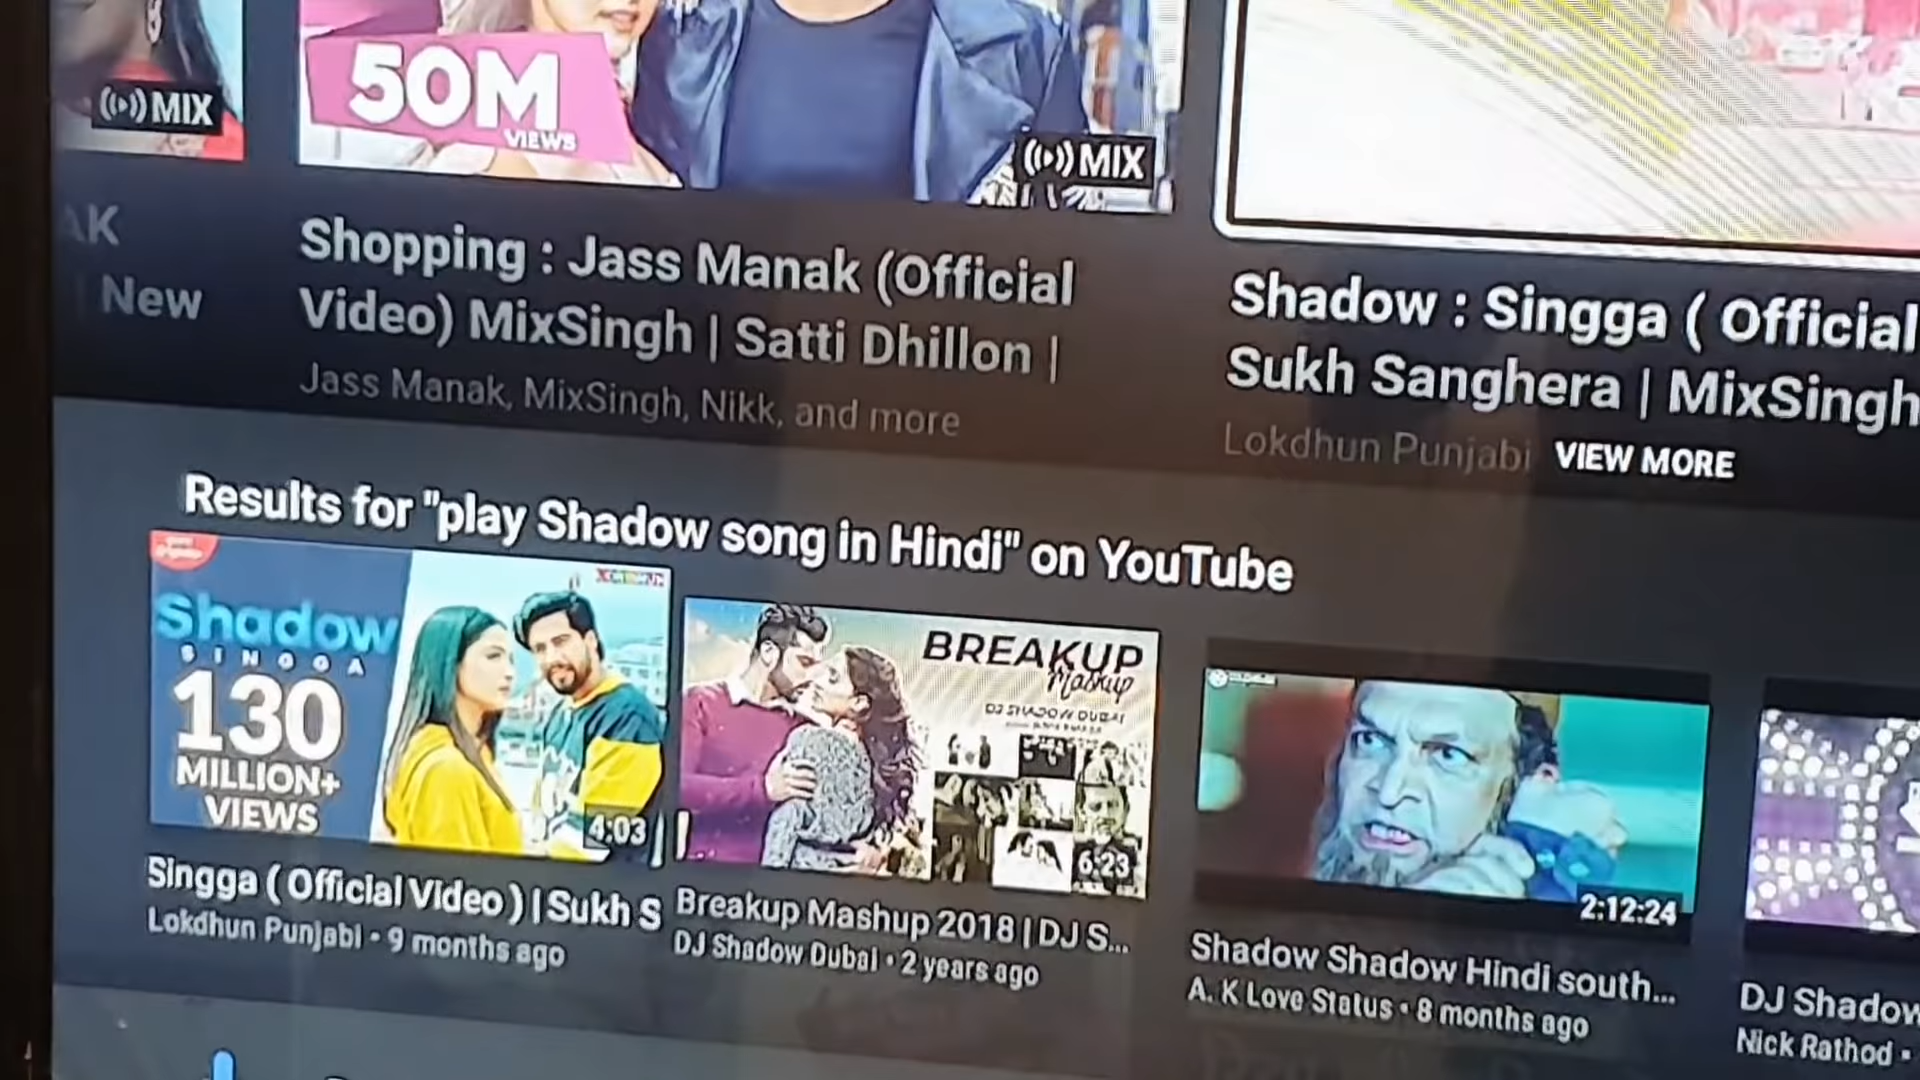 MIX
AK
| New
50M
VIEWS
MIX
Shopping : Jass Manak (Official
Video) MixSingh | Satti Dhillon |
Jass Manak, MixSingh, Nikk, and more
Shadow : Singga ( Official
Sukh Sanghera | MixSingh
Lokdhun Punjabi VIEW MORE
Results for "play Shadow song in Hindi" on YouTube
Shadow
SINGGA
130
MILLION+
VIEWS
4:03
Singga ( Official Video ) | Sukh S
Lokdhun Punjabi • 9 months ago
BREAKUP
Mashup
DJ SHADOW DUBAI
6:23
Breakup Mashup 2018 | DJ S...
DJ Shadow Dubai • 2 years ago
2:12:24
Shadow Shadow Hindi south...
A. K Love Status • 8 months ago
DJ Shadow
Nick Rathod •